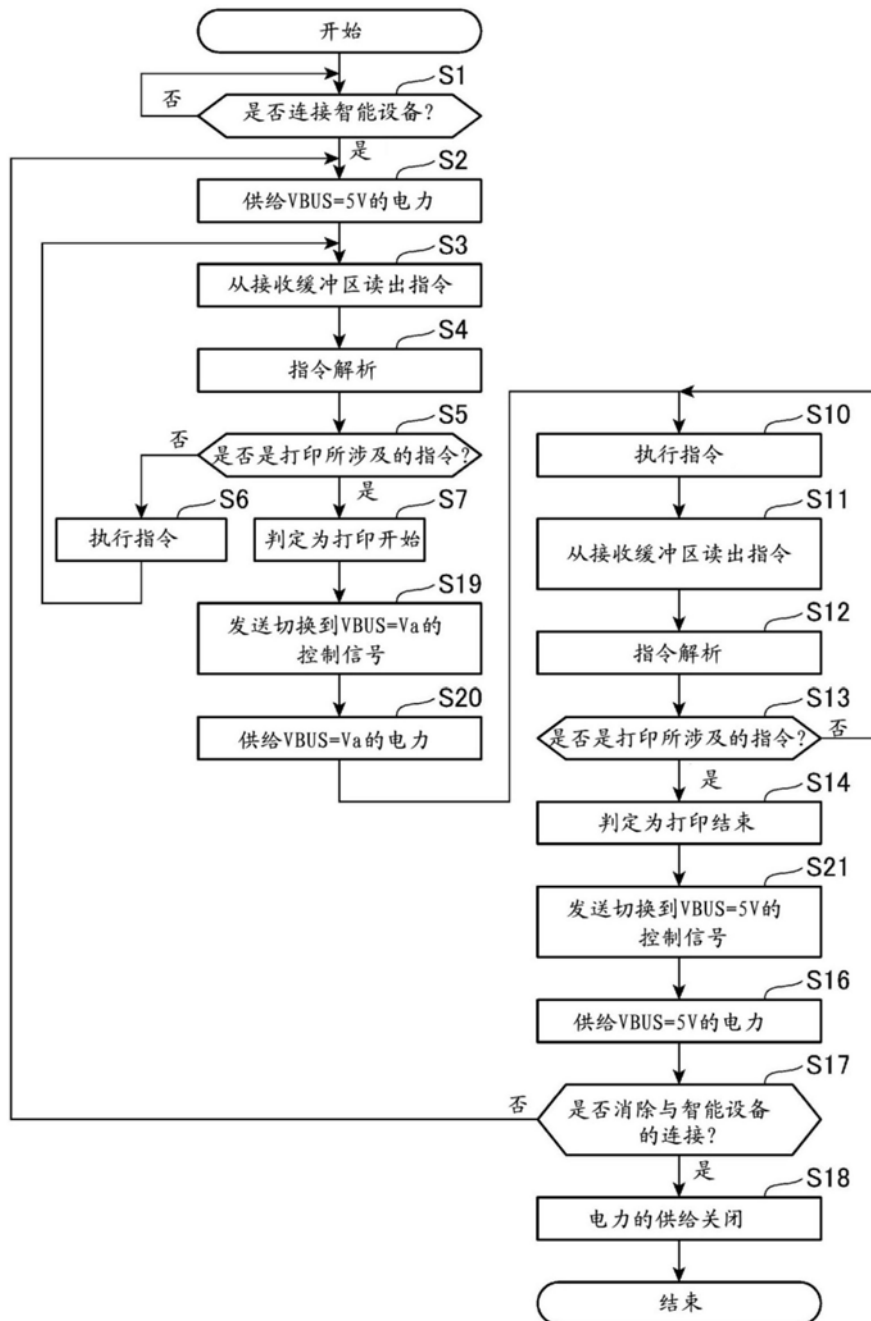 开始
S1
否
是否连接智能设备?
是
S2
供给VBUS=5V的电力
S3
从接收缓冲区读出指令
S4
指令解析
S5
否
是否是打印所涉及的指令?
是
S6
执行指令
S7
判定为打印开始
S19
发送切换到VBUS=Va的
控制信号
S20
供给VBUS=Va的电力
S10
执行指令
S11
从接收缓冲区读出指令
S12
指令解析
S13
是否是打印所涉及的指令?
否
是
S14
判定为打印结束
S21
发送切换到VBUS=5V的
控制信号
S16
供给VBUS=5V的电力
S17
否
是否消除与智能设备
的连接?
是
S18
电力的供给关闭
结束